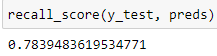 recall_score(y_test, preds)
0.7839483619534771